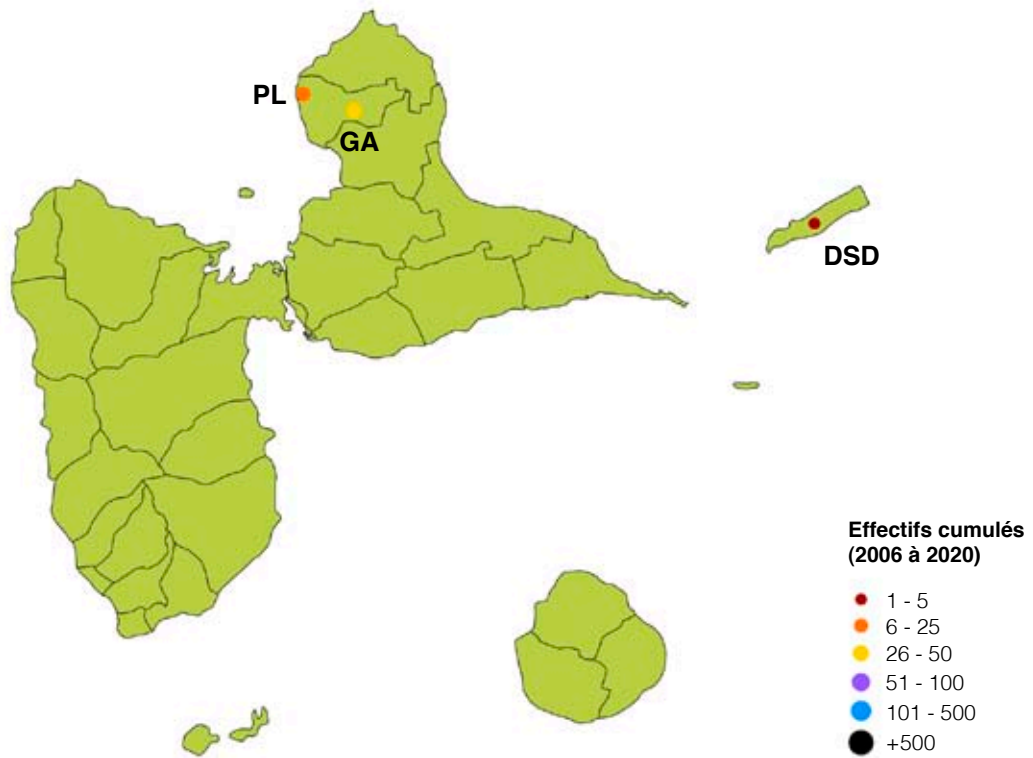 PL
GA
DSD
Effectifs cumulés
(2006 à 2020)
1 - 5
6 - 25
26 - 50
51 - 100
101 - 500
+500